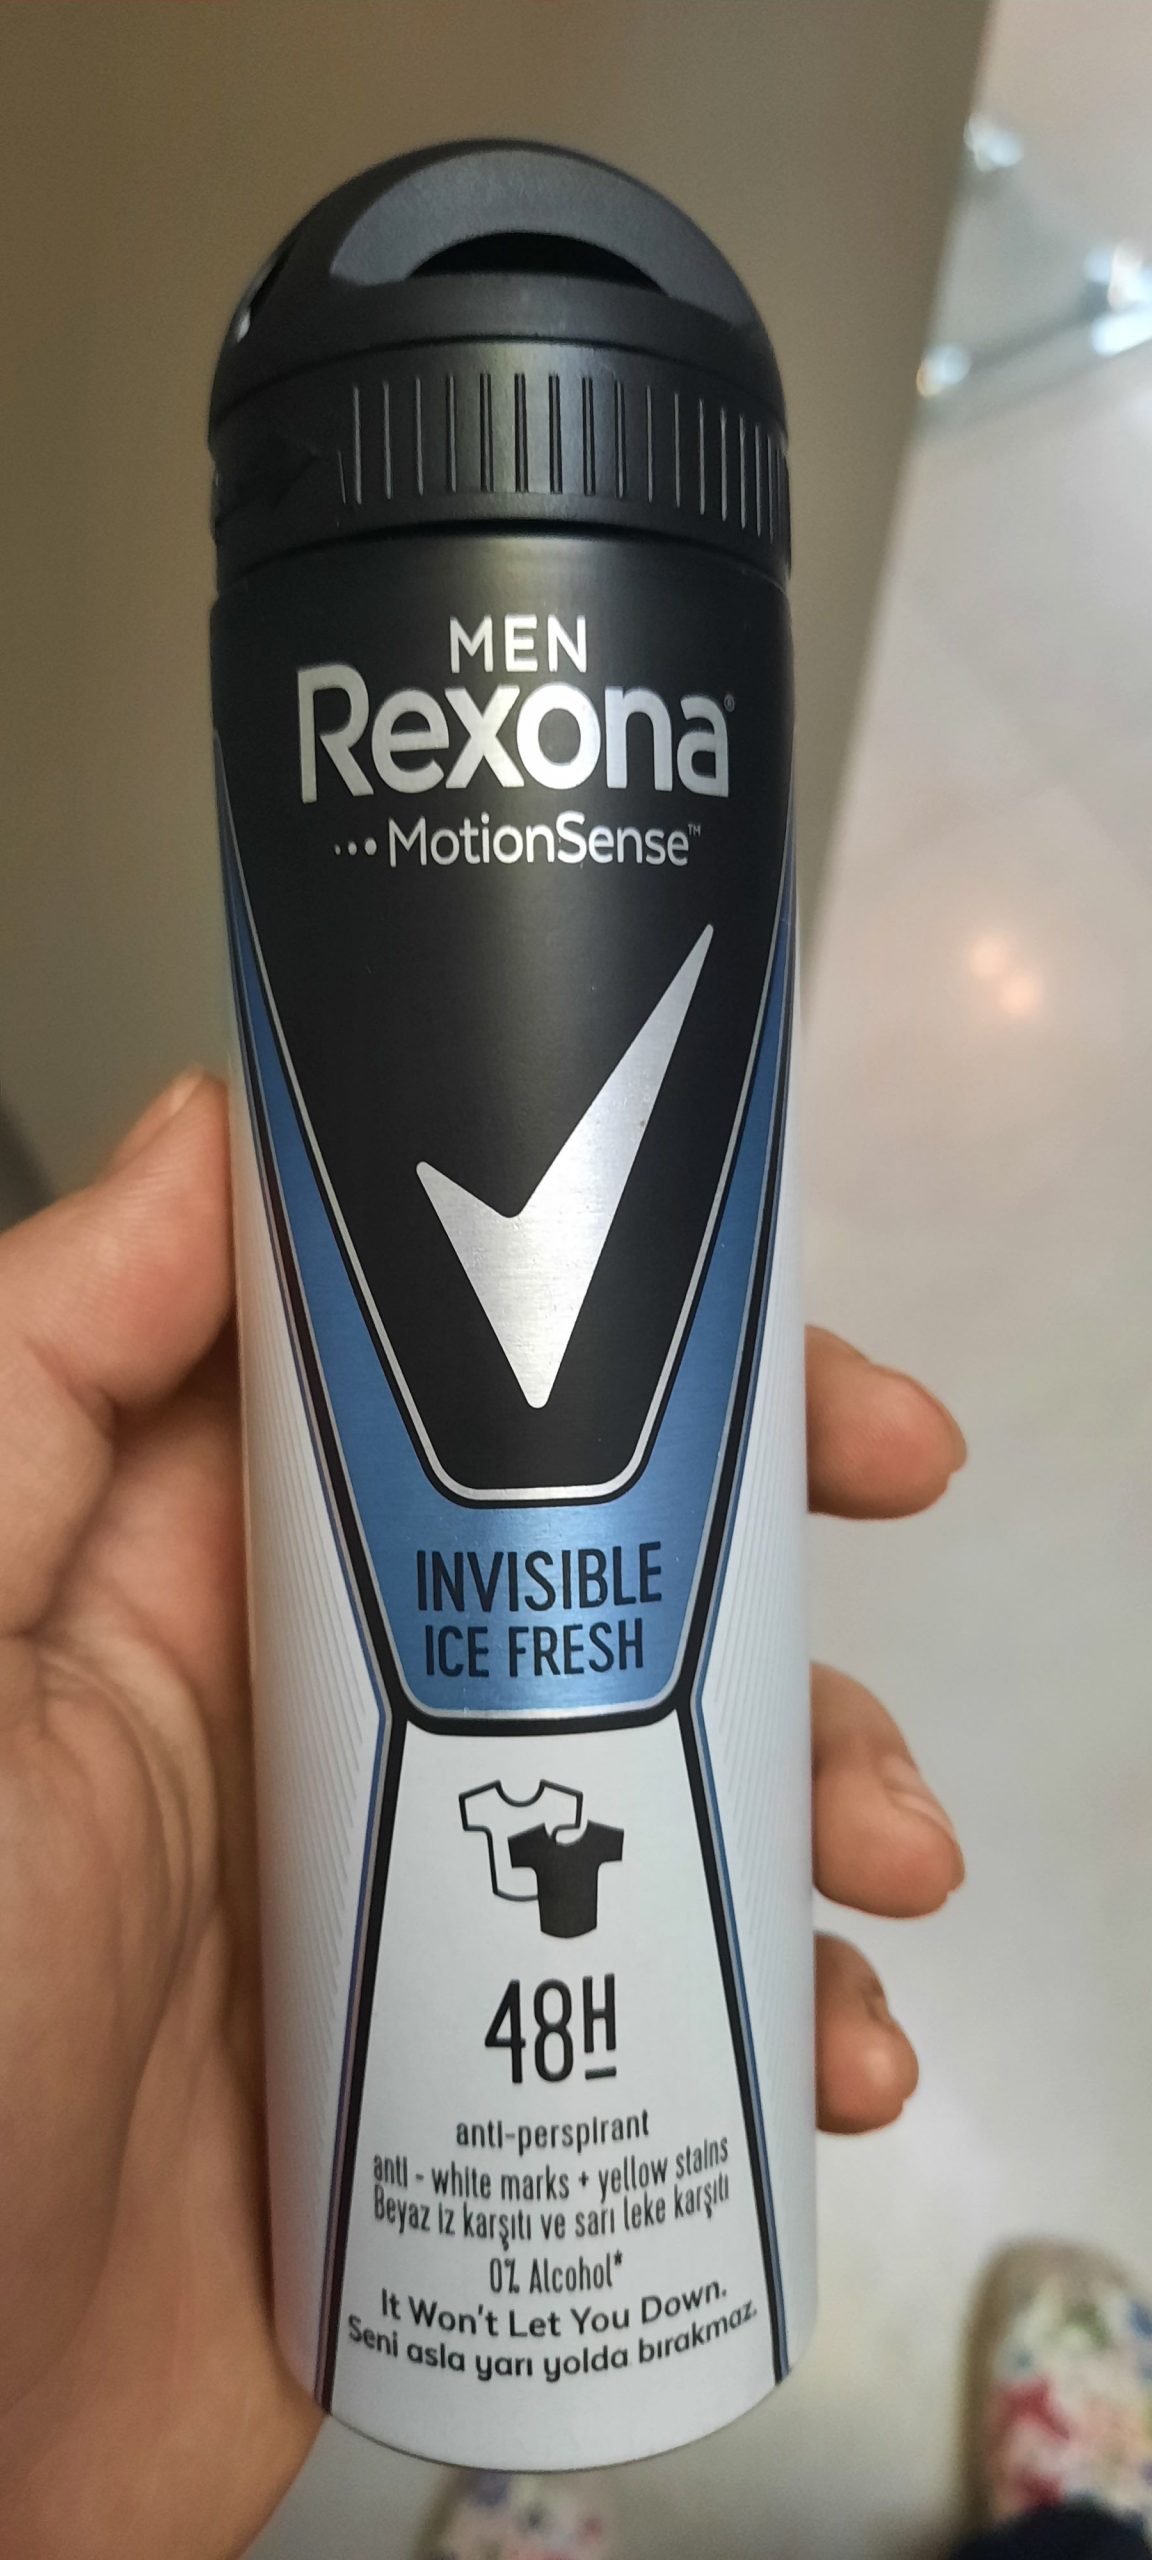 MEN
Rexona®
...MotionSense™
INVISIBLE
ICE FRESH
48H
anti-perspirant
anti - white marks + yellow stains
Beyaz iz karşıtı ve sarı leke karşıtı
0% Alcohol*
It Won't Let You Down.
Seni asla yarı yolda bırakmaz.